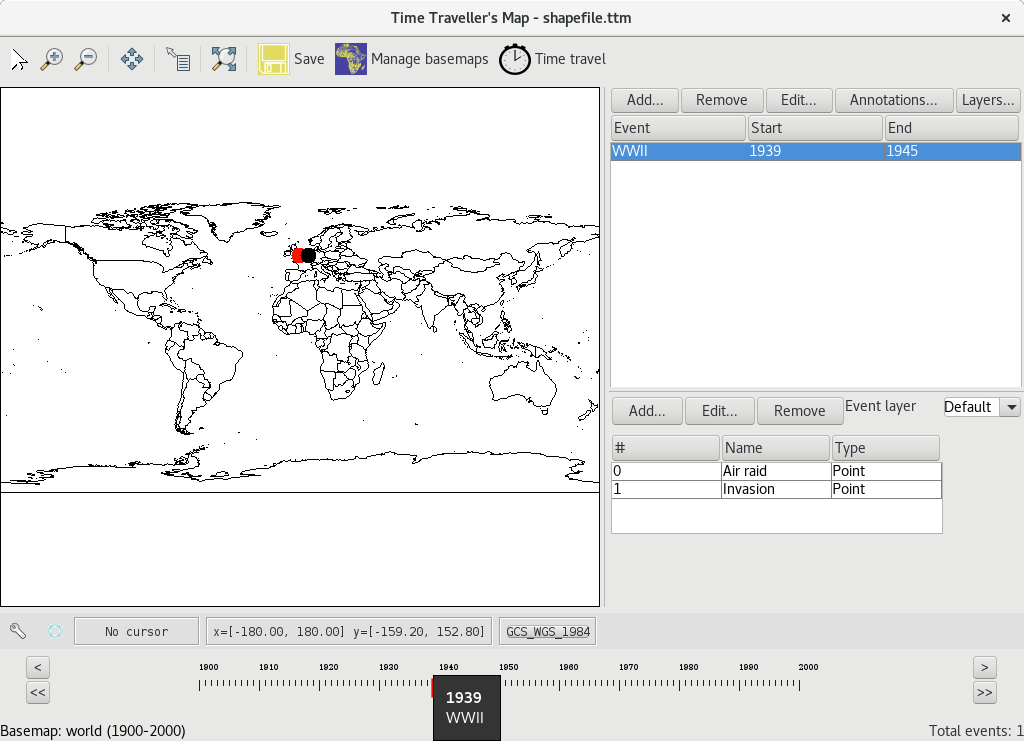 Time Traveller's Map - shapefile.ttm
Save Manage basemaps Time travel
Add... Remove Edit... Annotations... Layers...
Event Start End
WWII 1939 1945
Add... Edit... Remove Event layer Default
# Name Type
0 Air raid Point
1 Invasion Point
No cursor x=[-180.00, 180.00] y=[-159.20, 152.80] GCS_WGS_1984
< 1900 1910 1920 1930 1940 1950 1960 1970 1980 1990 2000 >
<< >>
1939
WWII
Basemap: world (1900-2000) Total events: 1